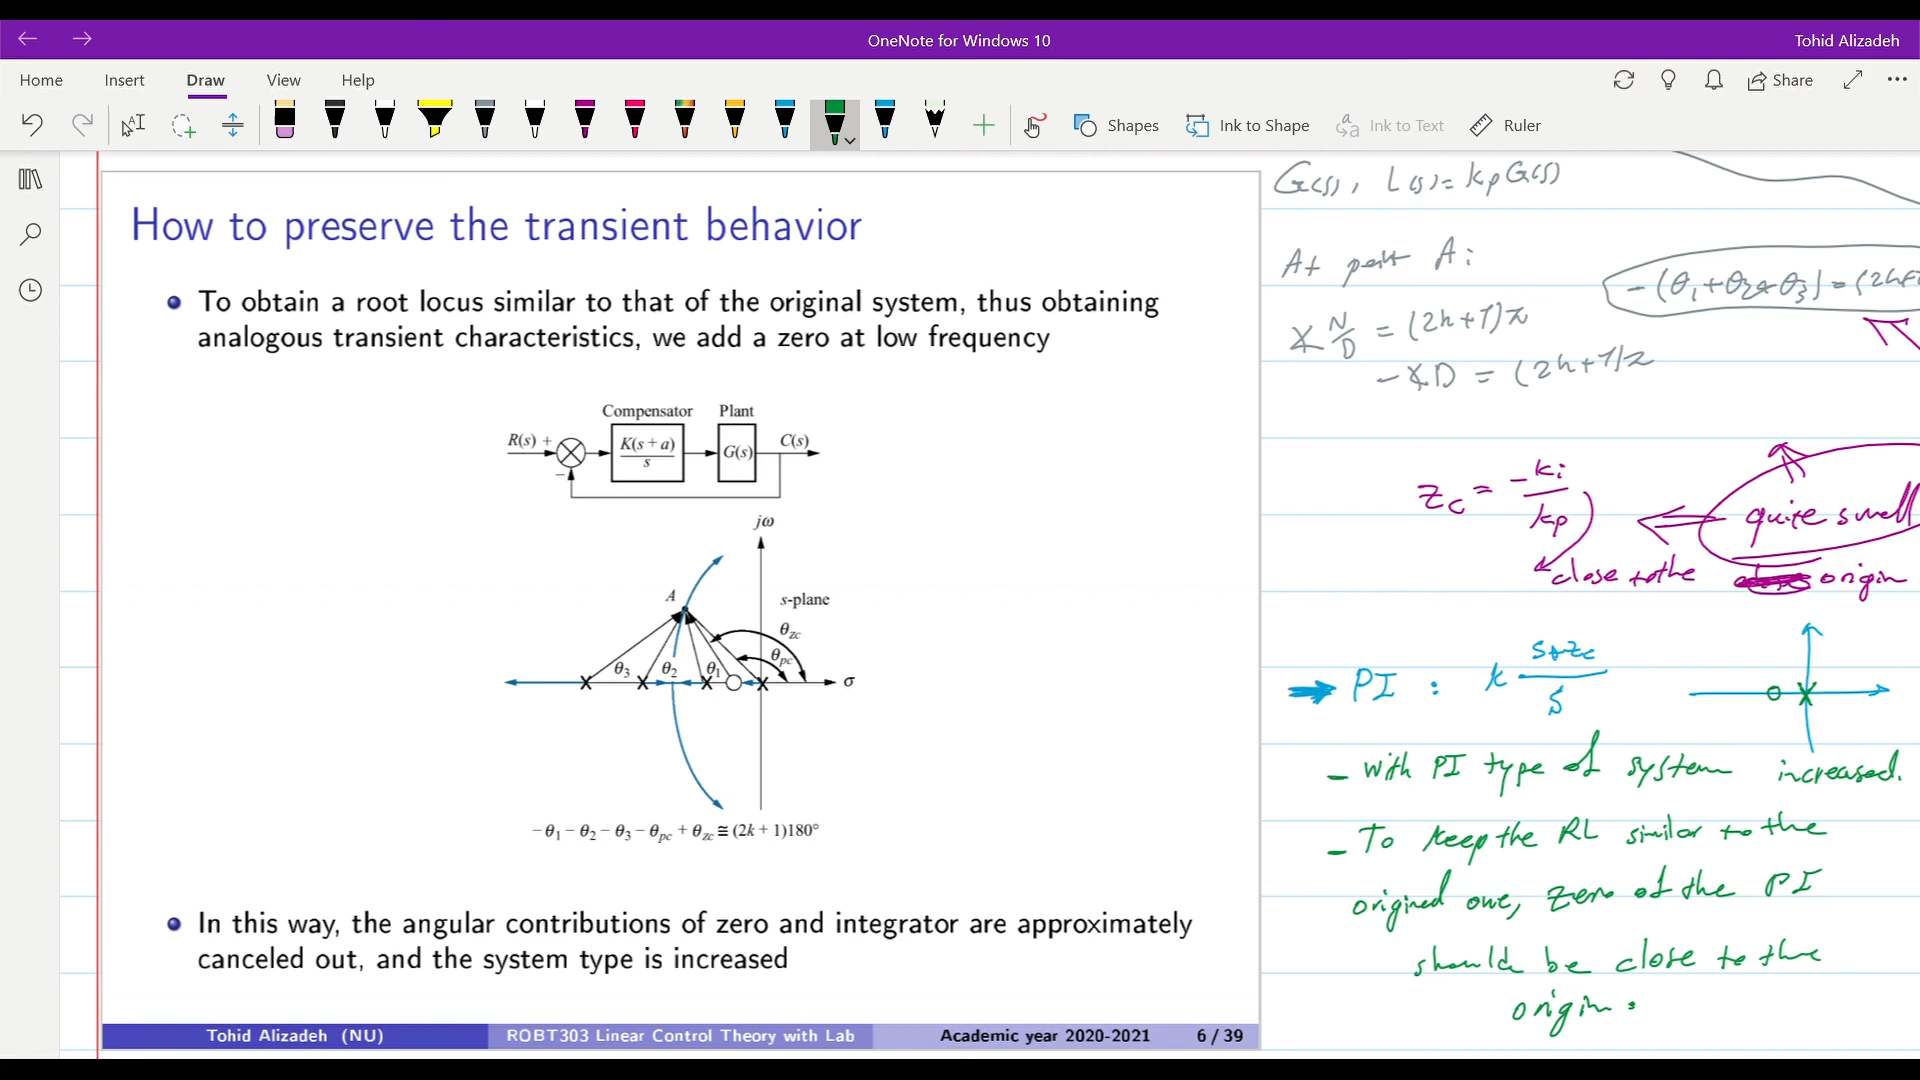 OneNote for Windows 10
Tohid Alizadeh
Home Insert Draw View Help
Share
Shapes Ink to Shape Ink to Text Ruler
How to preserve the transient behavior
To obtain a root locus similar to that of the original system, thus obtaining
analogous transient characteristics, we add a zero at low frequency
Compensator Plant
R(s) + K(s + a) / s G(s) C(s)
−
jω
A
s-plane
θzc
θpc
θ3 θ2 θ1
σ
−θ1 − θ2 − θ3 − θpc + θzc ≅ (2k + 1)180°
In this way, the angular contributions of zero and integrator are approximately
canceled out, and the system type is increased
Tohid Alizadeh (NU) ROBT303 Linear Control Theory with Lab Academic year 2020-2021 6 / 39
G(s), L(s)= kp G(s)
At point A:
-(θ1+θ2+θ3)=(2h+
∡ N/D = (2h+1)π
-∡D = (2h+1)π
zc = -ki/kp
quite small
close to the origin
PI : k s+zc / s
- with PI type of system increased.
- To keep the RL similar to the
original one, zero of the PI
should be close to the
origin.